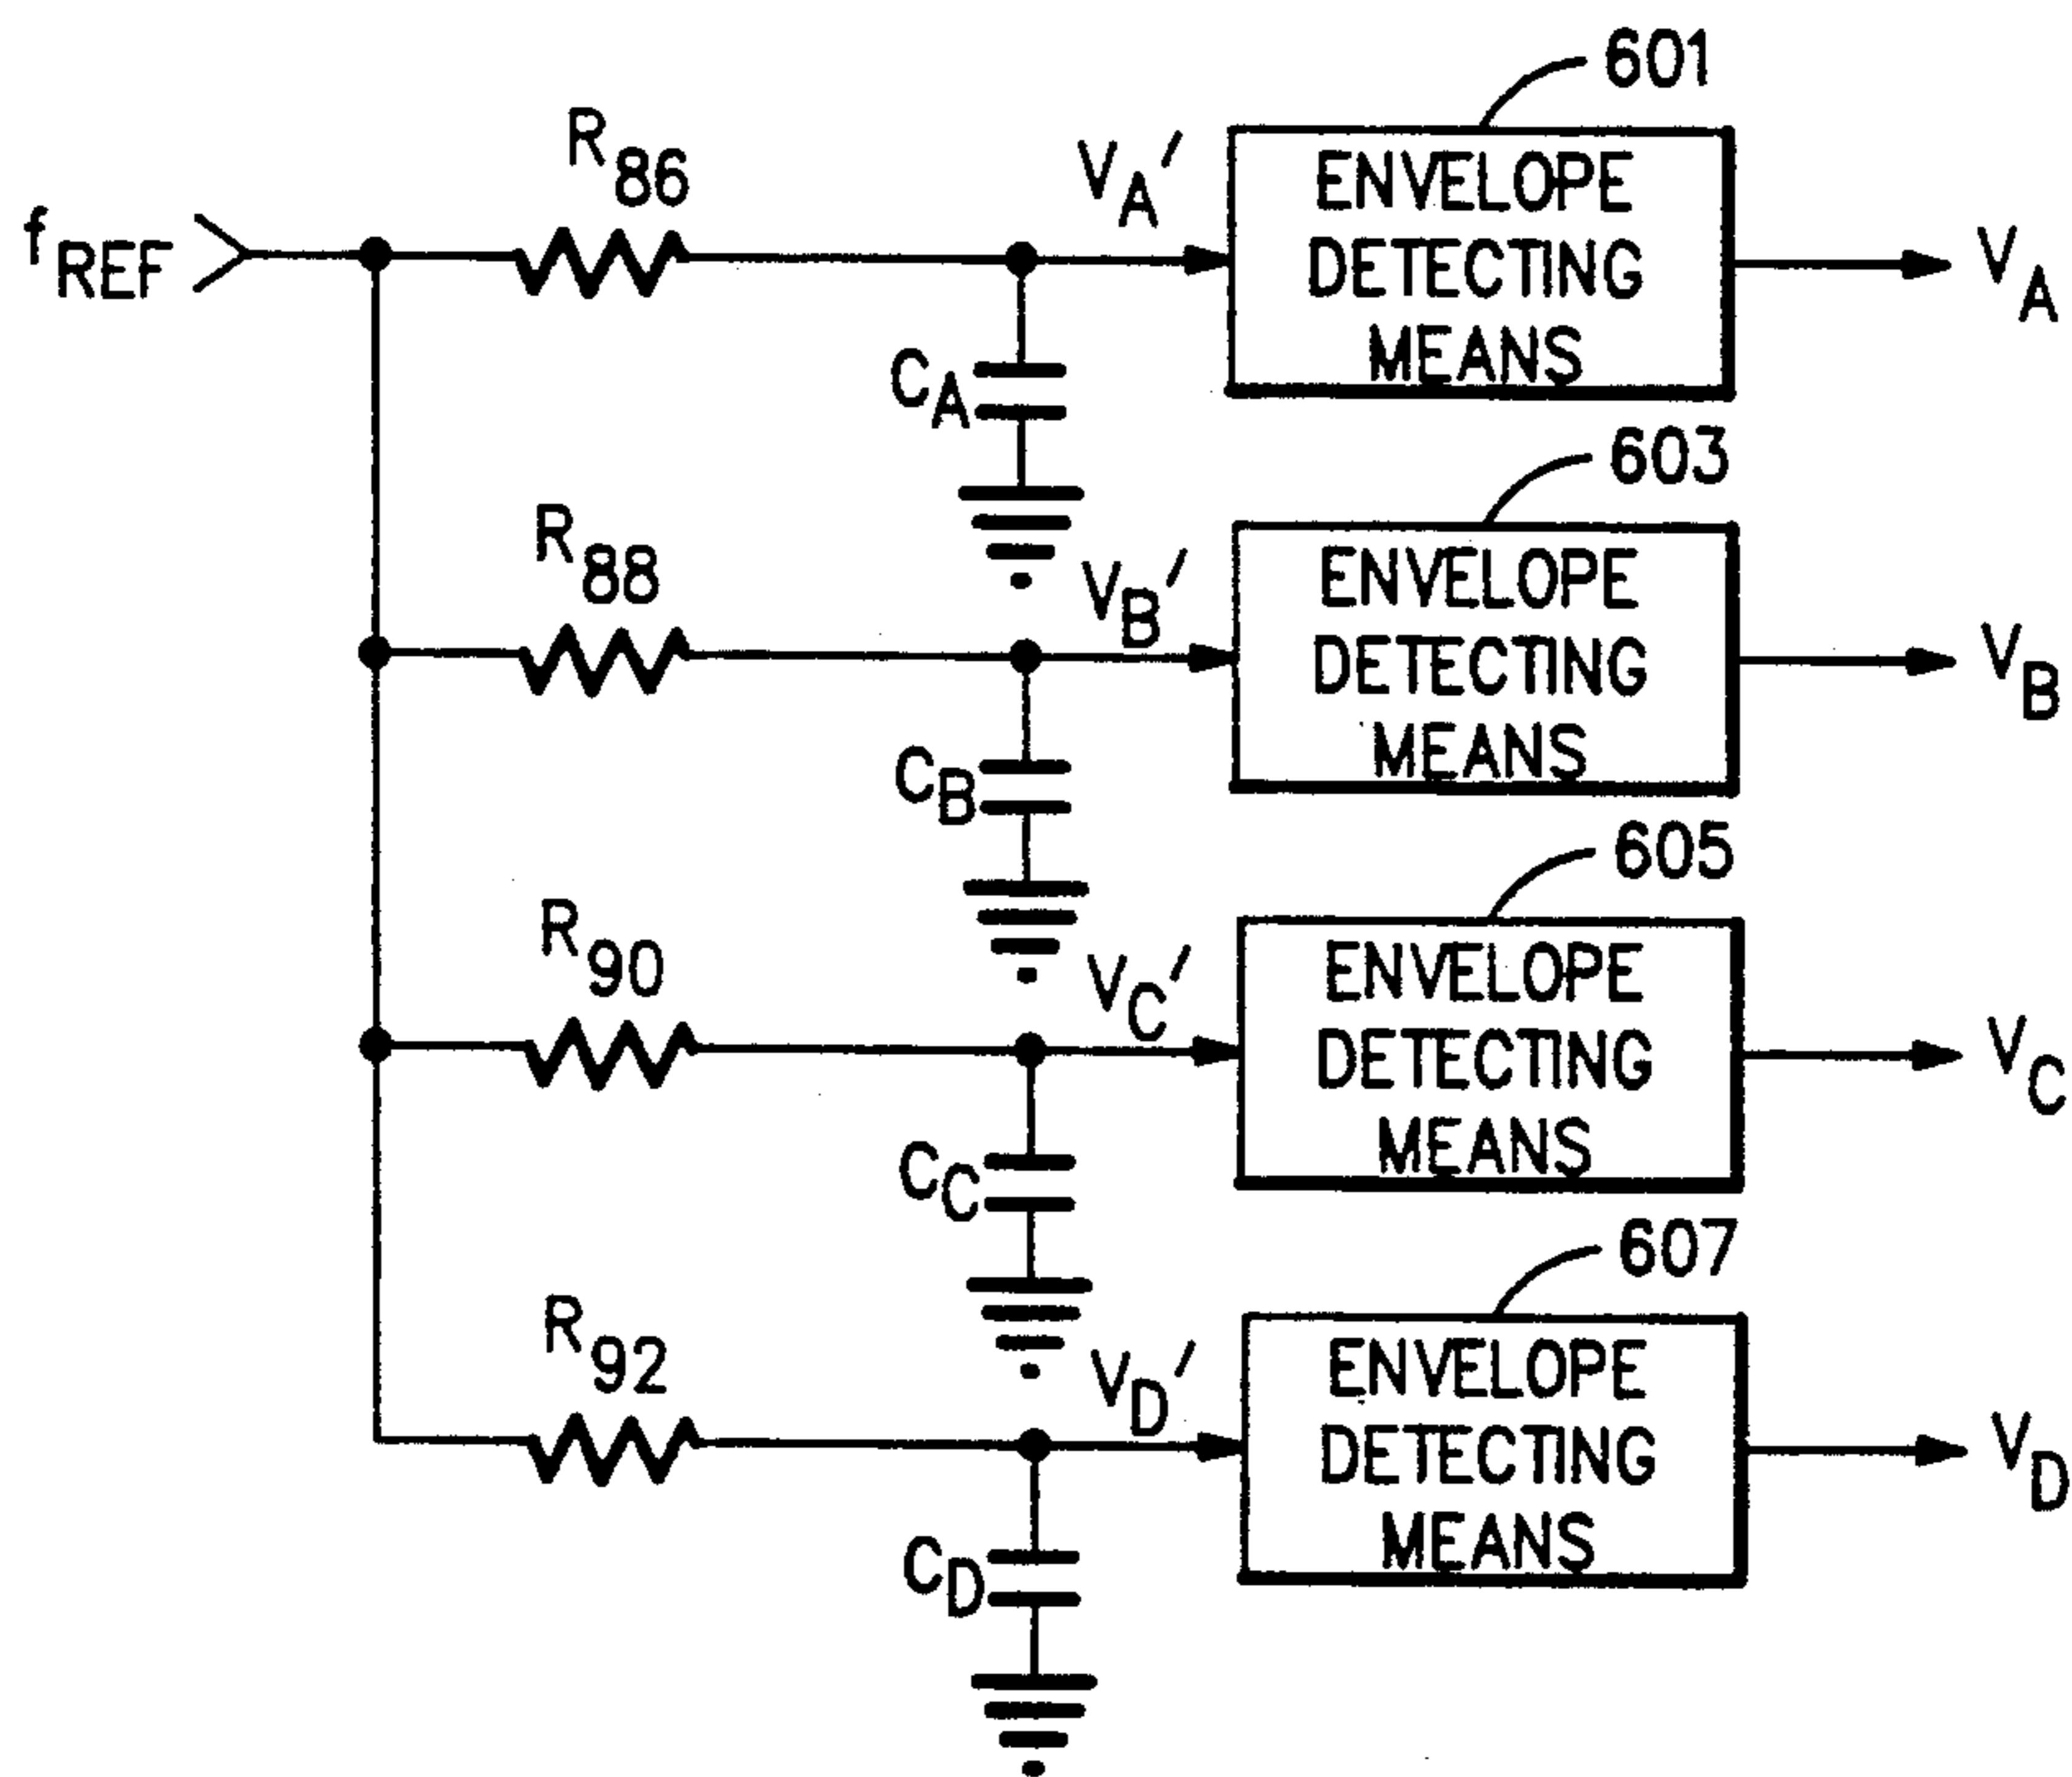 601
R86
VA'
ENVELOPE
DETECTING
MEANS
fREF
VA
CA
603
R88
VB'
ENVELOPE
DETECTING
MEANS
VB
CB
605
R90
VC'
ENVELOPE
DETECTING
MEANS
VC
CC
607
R92
VD'
ENVELOPE
DETECTING
MEANS
VD
CD